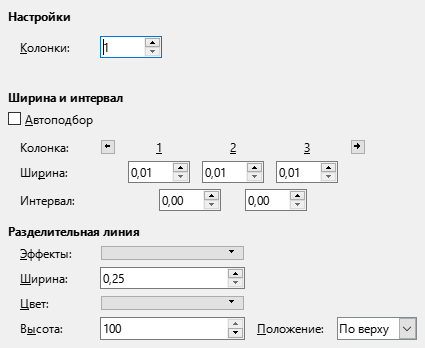 Настройки
Колонки: 1
Ширина и интервал
Автоподбор
Колонка: 1 2 3
Ширина: 0,01 0,01 0,01
Интервал: 0,00 0,00
Разделительная линия
Эффекты:
Ширина: 0,25
Цвет:
Высота: 100 Положение: По верху